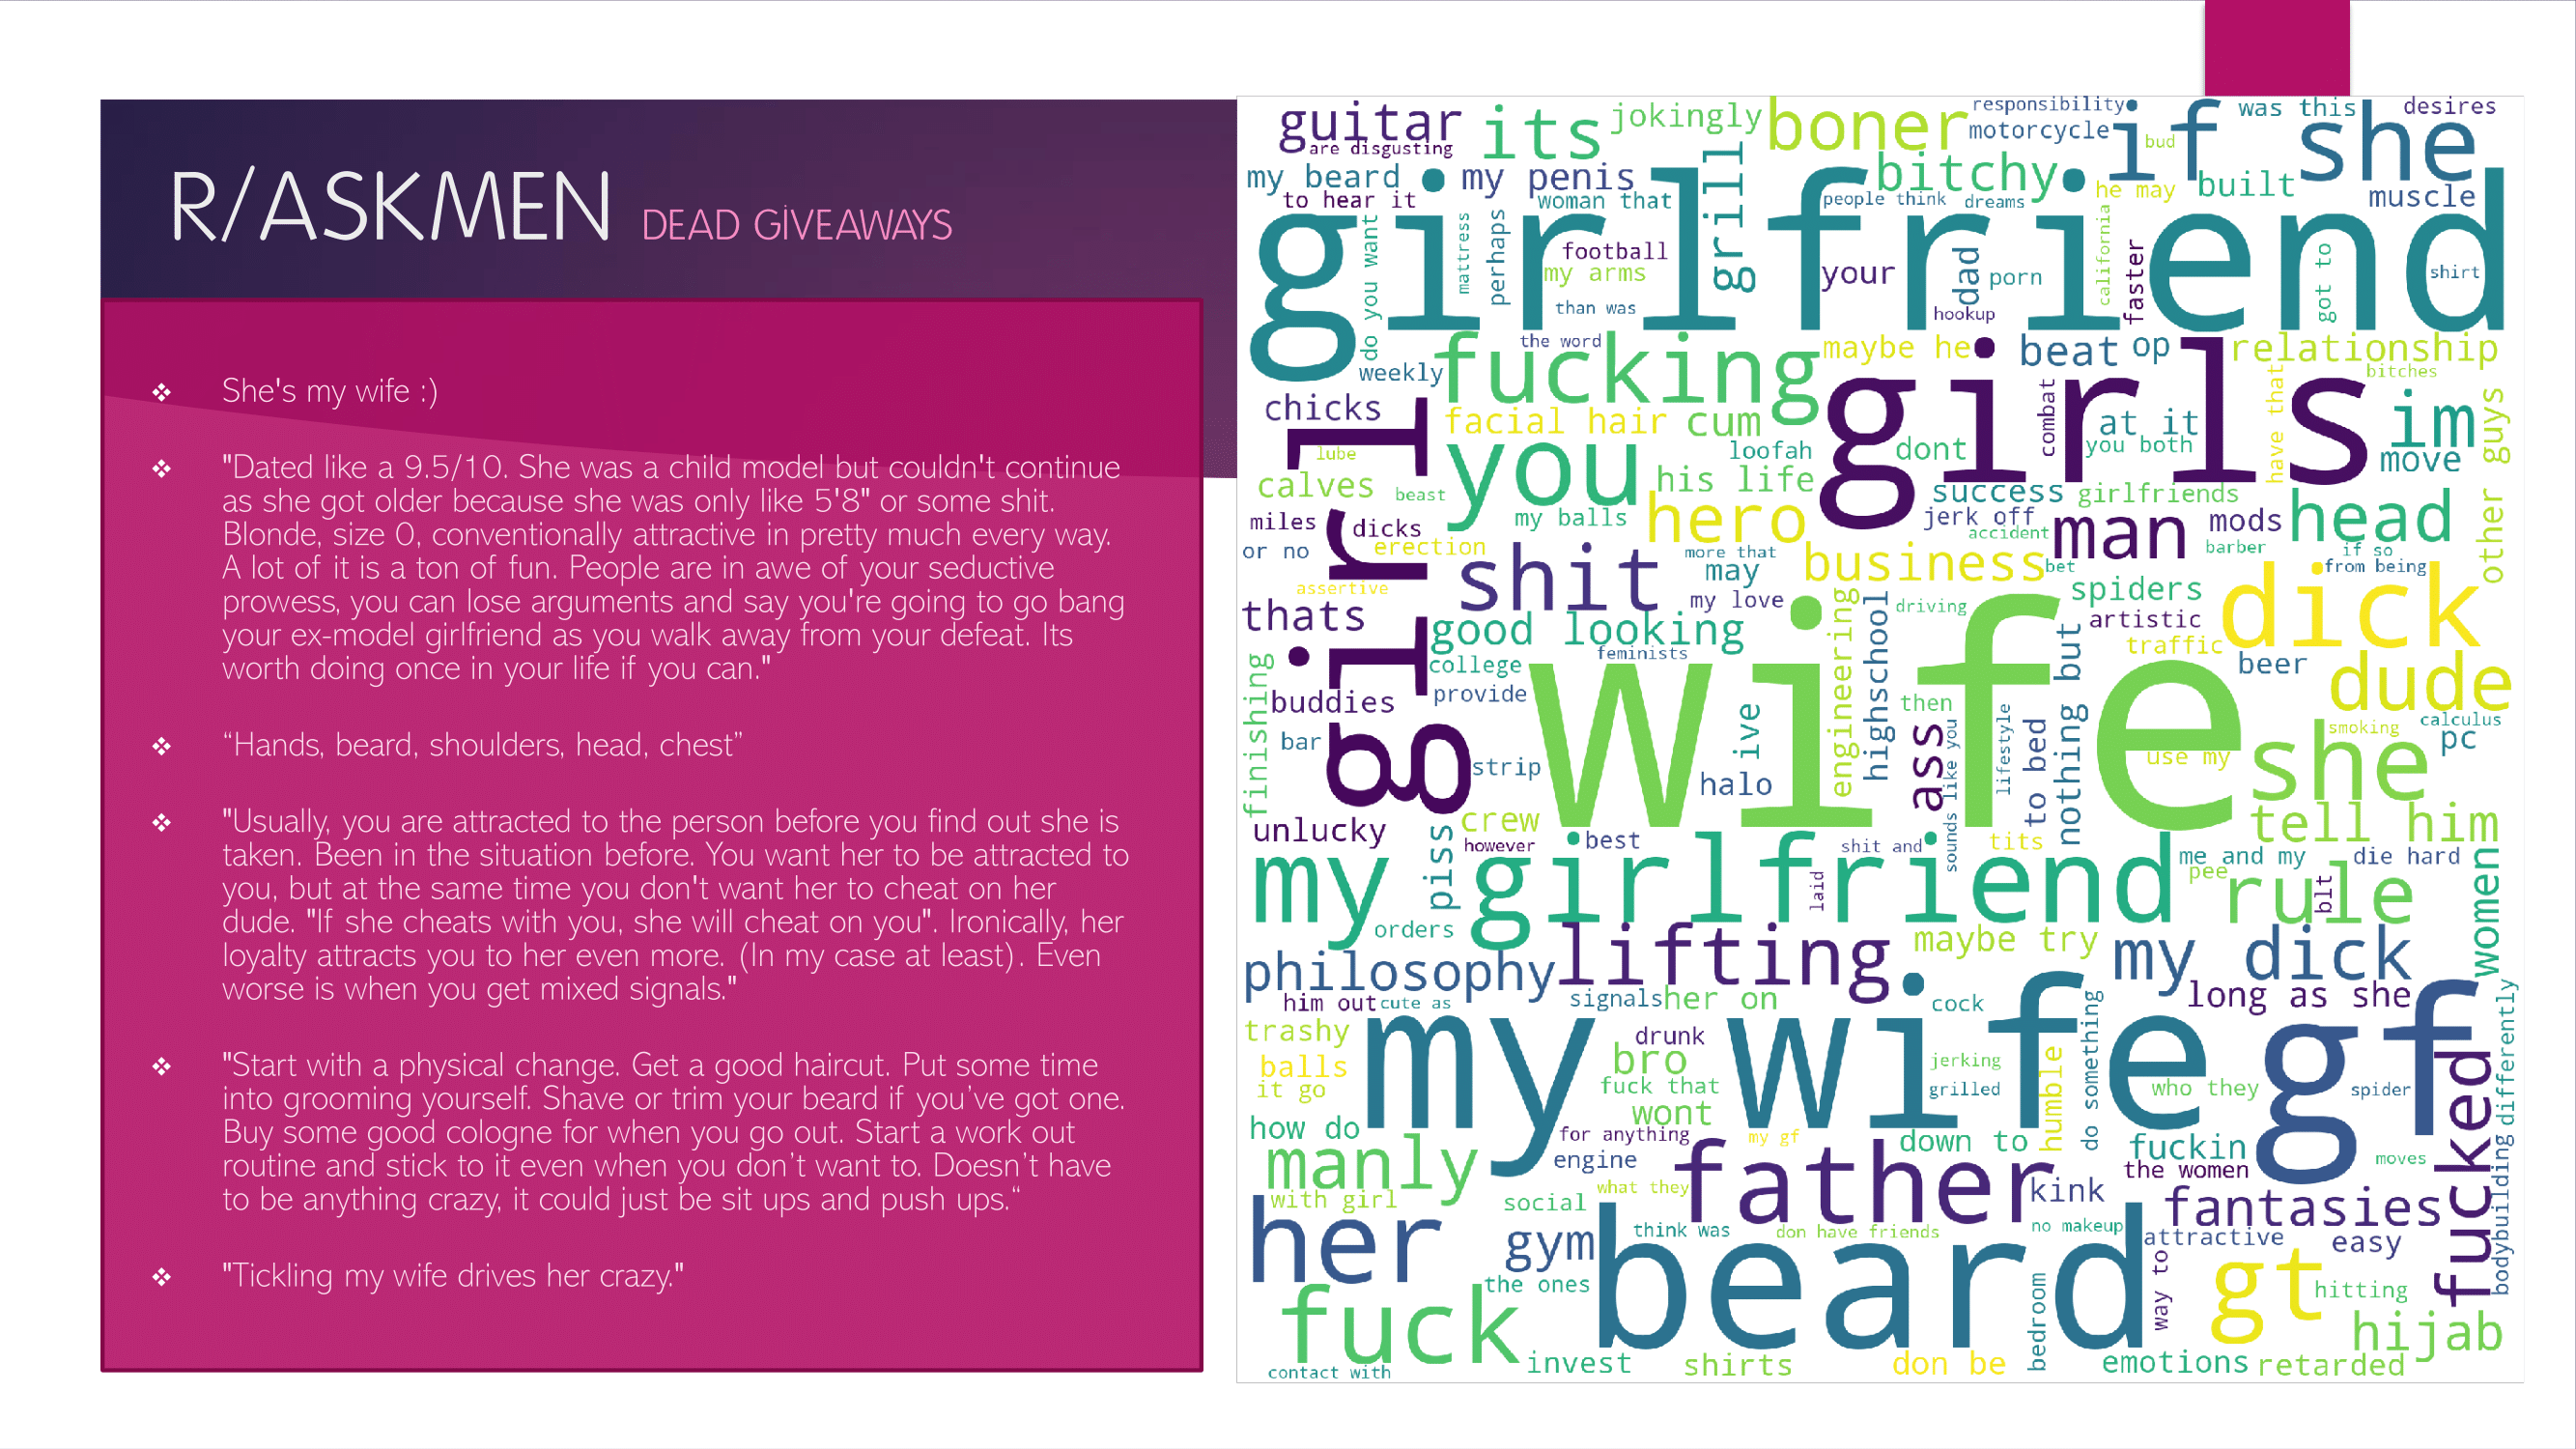 R/ASKMEN DEAD GIVEAWAYS
❖ She's my wife :)
❖ "Dated like a 9.5/10. She was a child model but couldn't continue
as she got older because she was only like 5'8" or some shit.
Blonde, size 0, conventionally attractive in pretty much every way.
A lot of it is a ton of fun. People are in awe of your seductive
prowess, you can lose arguments and say you're going to go bang
your ex-model girlfriend as you walk away from your defeat. Its
worth doing once in your life if you can."
❖ “Hands, beard, shoulders, head, chest”
❖ "Usually, you are attracted to the person before you find out she is
taken. Been in the situation before. You want her to be attracted to
you, but at the same time you don't want her to cheat on her
dude. "If she cheats with you, she will cheat on you". Ironically, her
loyalty attracts you to her even more. (In my case at least). Even
worse is when you get mixed signals."
❖ "Start with a physical change. Get a good haircut. Put some time
into grooming yourself. Shave or trim your beard if you’ve got one.
Buy some good cologne for when you go out. Start a work out
routine and stick to it even when you don’t want to. Doesn’t have
to be anything crazy, it could just be sit ups and push ups.“
❖ "Tickling my wife drives her crazy."
guitar
are disgusting
its
jokingly
boner
responsibility
motorcycle
if she
bud
was this
desires
my beard
to hear it
my penis
woman that
grill
bitchy
people think
dreams
he may
built
muscle
girlfriend
do you want
mattress
perhaps
football
my arms
than was
your
hookup
dad
porn
california
faster
got to
shirt
the word
weekly
fucking
maybe he
beat
op
relationship
bitches
chicks
facial hair
cum
girls
combat
at it
you both
have that
im
move
other guys
girl
lube
calves
beast
you
loofah
his life
dont
success
girlfriends
miles
or no
dicks
erection
my balls
hero
jerk off
accident
man
mods
barber
head
if so
from being
assertive
shit
more that
may
my love
business
bet
spiders
artistic
traffic
dick
thats
good looking
feminists
engineering
highschool
driving
nothing but
beer
dude
finishing
buddies
college
provide
wife
ive
then
ass
sounds like you
lifestyle
to bed
smoking
calculus
pc
bar
strip
halo
use my
she
unlucky
piss
crew
however
best
shit and
tits
tell him
me and my
die hard
my girlfriend
laid
pee
rule
blt
women
orders
philosophy
lifting
maybe try
my dick
him out
cute as
signals
her on
cock
long as she
trashy
balls
it go
my wife
drunk
bro
fuck that
wont
jerking
grilled
humble
do something
who they
gf
spider
fucked
differently
how do
manly
for anything
engine
my gf
down to
fuckin
the women
moves
bodybuilding
with girl
social
what they
father
kink
fantasies
her
gym
think was
don have friends
no makeup
attractive
easy
the ones
beard
bedroom
way to
gt
hitting
fuck
hijab
contact with
invest
shirts
don be
emotions
retarded